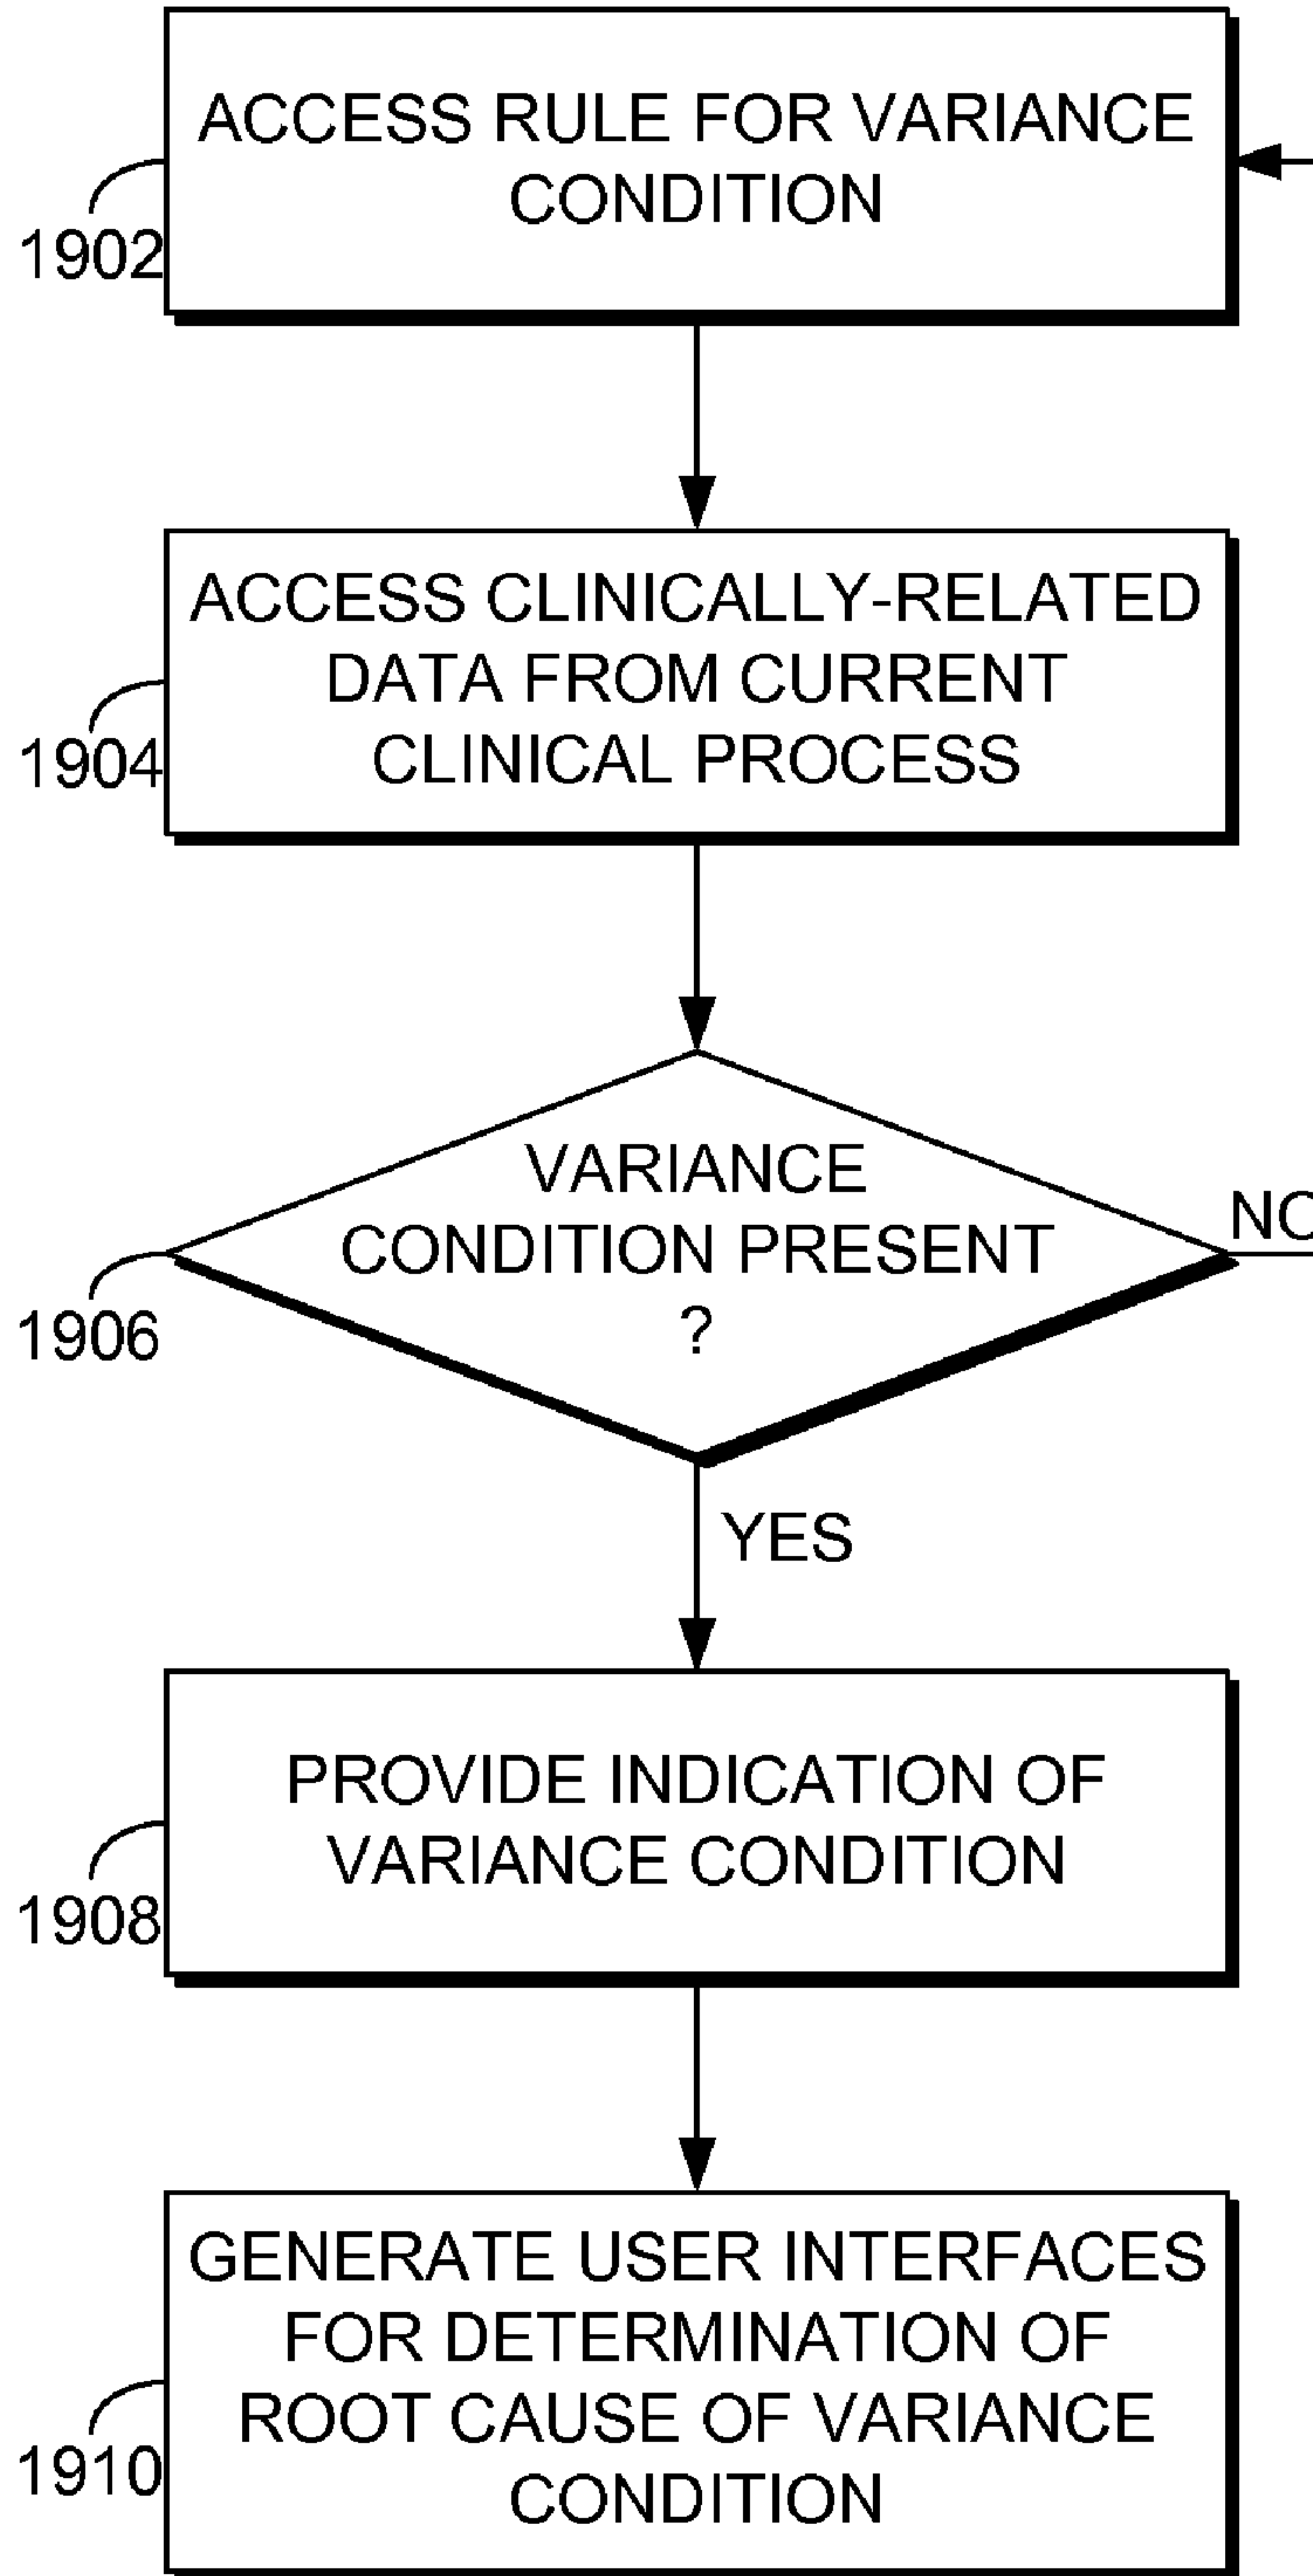 ACCESS RULE FOR VARIANCE
CONDITION
1902
ACCESS CLINICALLY-RELATED
DATA FROM CURRENT
CLINICAL PROCESS
1904
VARIANCE
CONDITION PRESENT
?
NO
1906
YES
PROVIDE INDICATION OF
VARIANCE CONDITION
1908
GENERATE USER INTERFACES
FOR DETERMINATION OF
ROOT CAUSE OF VARIANCE
CONDITION
1910